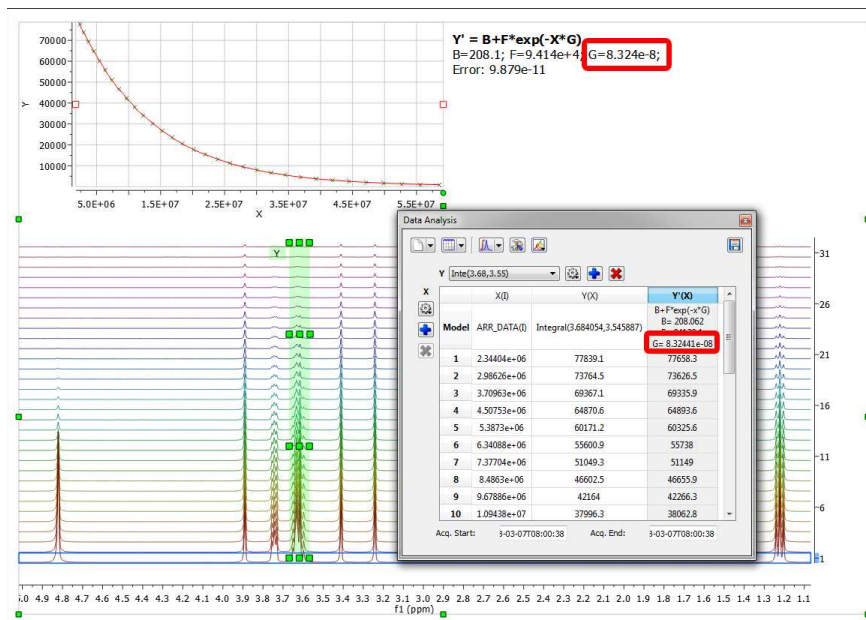 Y' = B+F*exp(-X*G)
B=208.1; F=9.414e+4; G=8.324e-8;
Error: 9.879e-11
70000
60000
50000
40000
30000
20000
10000
Y
5.0E+06 1.5E+07 2.5E+07 3.5E+07 4.5E+07 5.5E+07
X
Data Analysis
Y Inte(3.68,3.55)
X
X(I) Y(X) Y'(X)
Model ARR_DATA(I) Integral(3.684054,3.545887) B+F*exp(-x*G)
B= 208.062
G= 8.32441e-08
1 2.34404e+06 77839.1 77658.3
2 2.98626e+06 73764.5 73626.5
3 3.70963e+06 69367.1 69335.9
4 4.50753e+06 64870.6 64893.6
5 5.3873e+06 60171.2 60325.6
6 6.34088e+06 55600.9 55738
7 7.37704e+06 51049.3 51149
8 8.4863e+06 46602.5 46655.9
9 9.67886e+06 42164 42266.3
10 1.09438e+07 37996.3 38062.8
Acq. Start: 3-03-07T08:00:38 Acq. End: 3-03-07T08:00:38
Y
31
26
21
16
11
6
1
5.0 4.9 4.8 4.7 4.6 4.5 4.4 4.3 4.2 4.1 4.0 3.9 3.8 3.7 3.6 3.5 3.4 3.3 3.2 3.1 3.0 2.9 2.8 2.7 2.6 2.5 2.4 2.3 2.2 2.1 2.0 1.9 1.8 1.7 1.6 1.5 1.4 1.3 1.2 1.1
f1 (ppm)